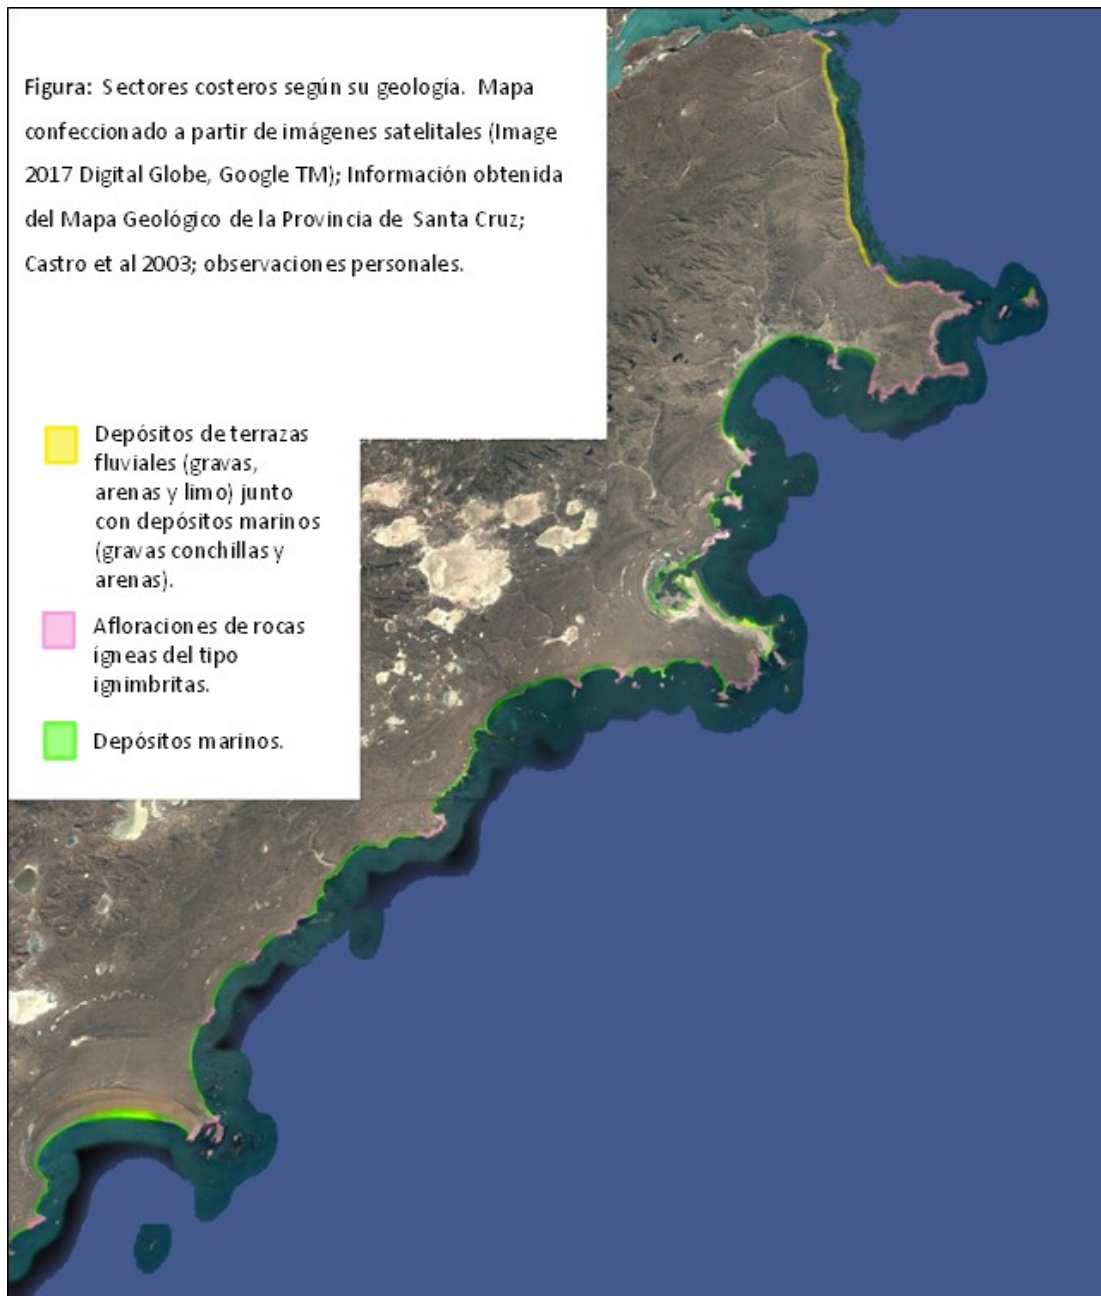 Figura: Sectores costeros según su geología. Mapa
confeccionado a partir de imágenes satelitales (Image
2017 Digital Globe, Google TM); Información obtenida
del Mapa Geológico de la Provincia de Santa Cruz;
Castro et al 2003; observaciones personales.
Depósitos de terrazas
fluviales (gravas,
arenas y limo) junto
con depósitos marinos
(gravas conchillas y
arenas).
Afloraciones de rocas
ígneas del tipo
ignimbritas.
Depósitos marinos.